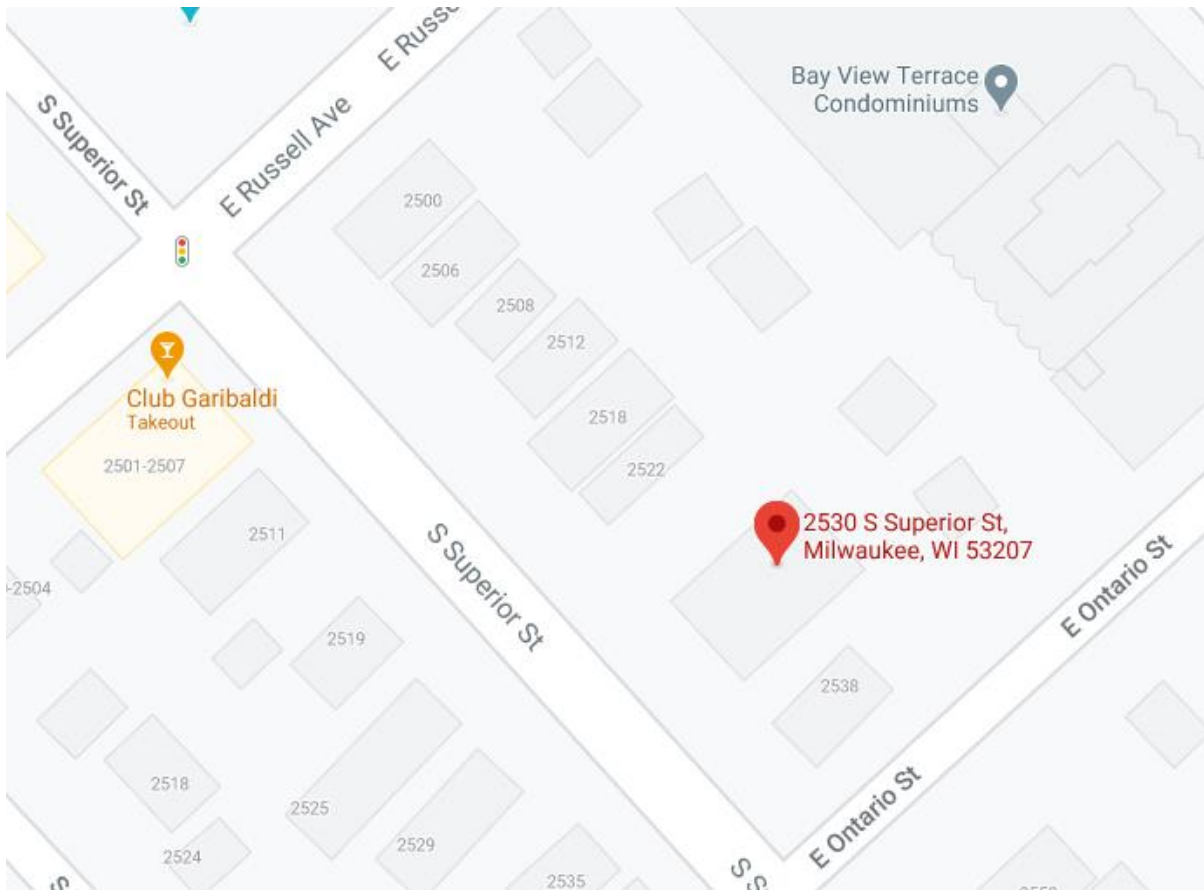 E Russell Ave
E Russell Ave
S Superior St
Bay View Terrace
Condominiums
2500
2506
2508
2512
2518
2522
Club Garibaldi
Takeout
2501-2507
2511
2530 S Superior St,
Milwaukee, WI 53207
S Superior St
-2504
2519
E Ontario St
2538
2518
2525
2529
2524
2535
E Ontario St